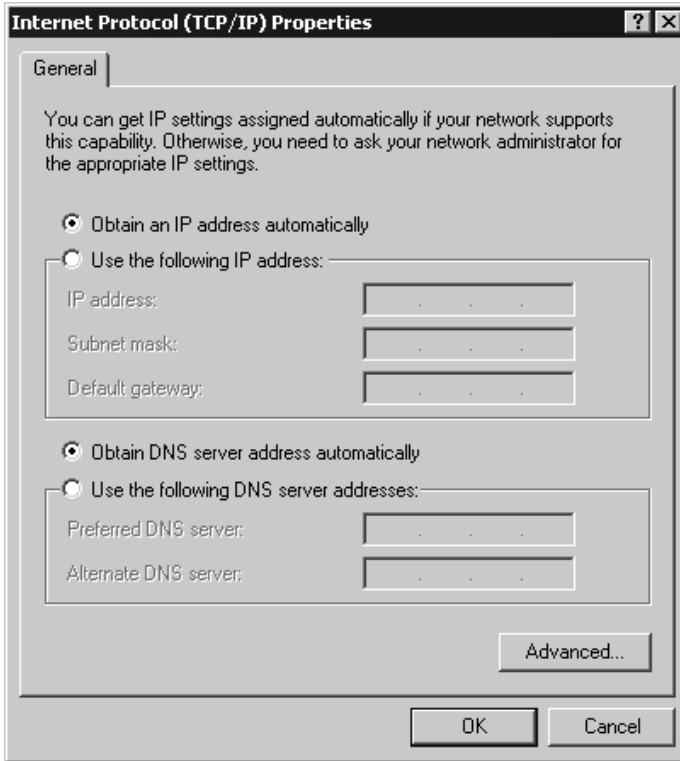 Internet Protocol (TCP/IP) Properties
General
You can get IP settings assigned automatically if your network supports
this capability. Otherwise, you need to ask your network administrator for
the appropriate IP settings.
Obtain an IP address automatically
Use the following IP address:
IP address:
Subnet mask:
Default gateway:
Obtain DNS server address automatically
Use the following DNS server addresses:
Preferred DNS server:
Alternate DNS server:
Advanced...
OK Cancel